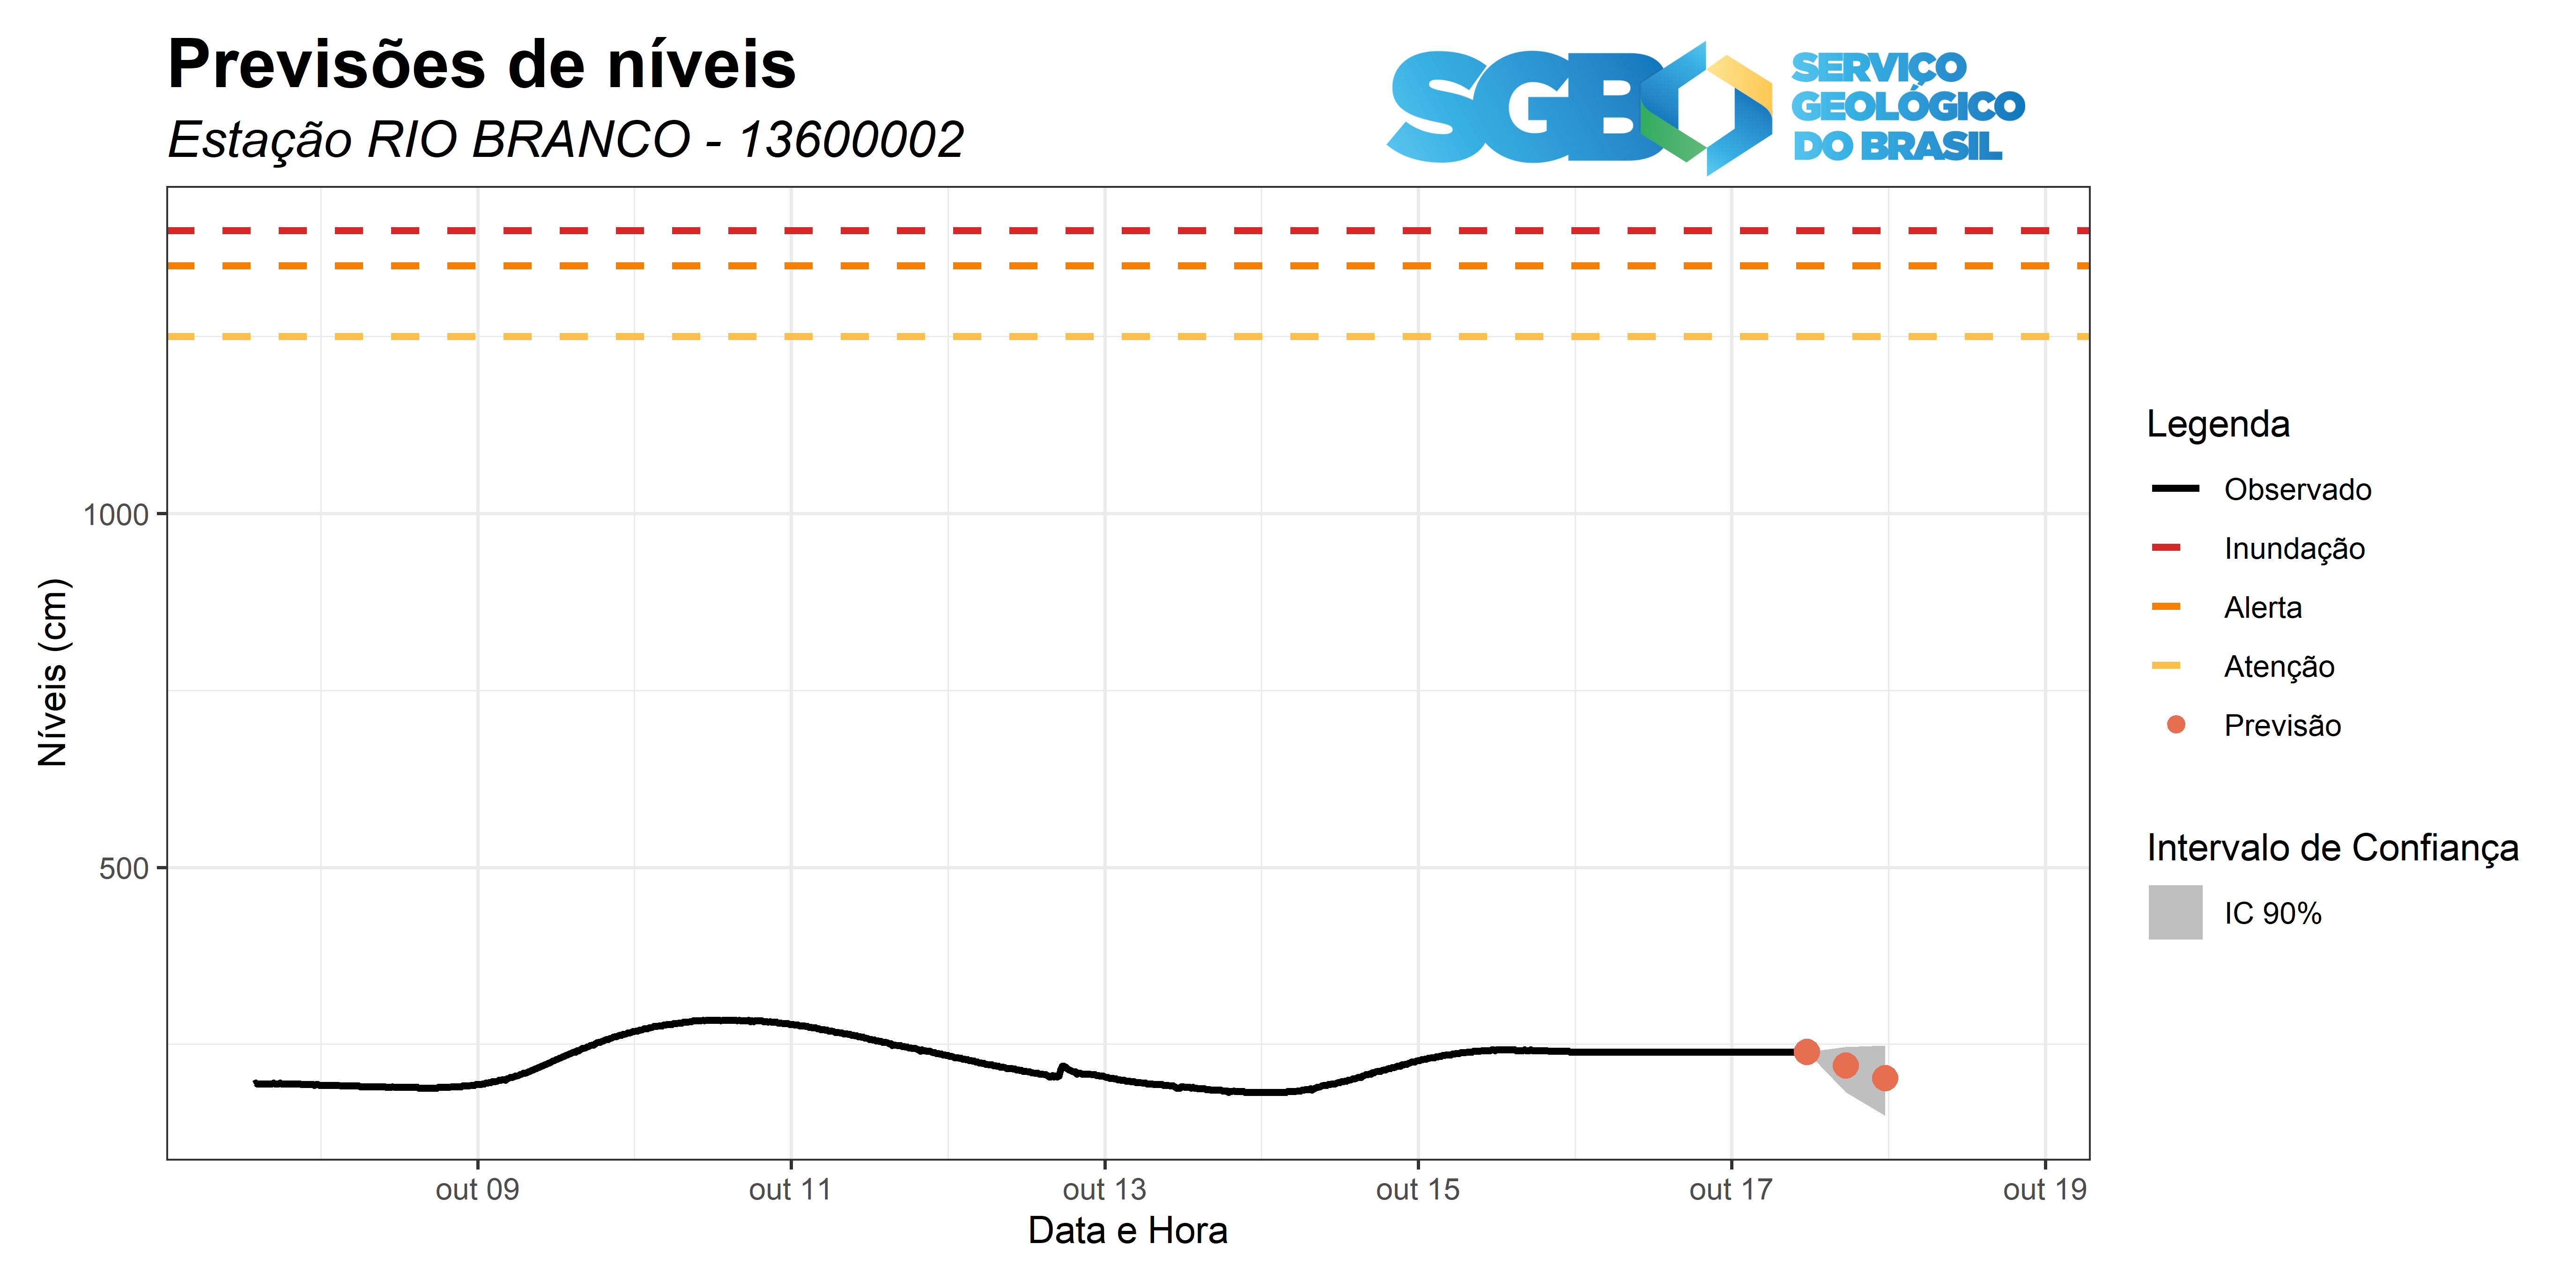 Previsões de níveis
Estação RIO BRANCO - 13600002
SGB
SERVIÇO
GEOLÓGICO
DO BRASIL
Níveis (cm)
1000
500
out 09
out 11
out 13
out 15
out 17
out 19
Data e Hora
Legenda
Observado
Inundação
Alerta
Atenção
Previsão
Intervalo de Confiança
IC 90%